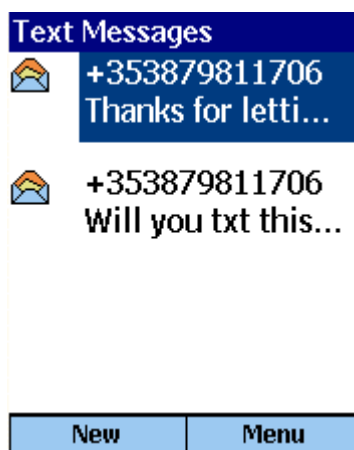 Text Messages
+353879811706
Thanks for letti...
+353879811706
Will you txt this...
New Menu